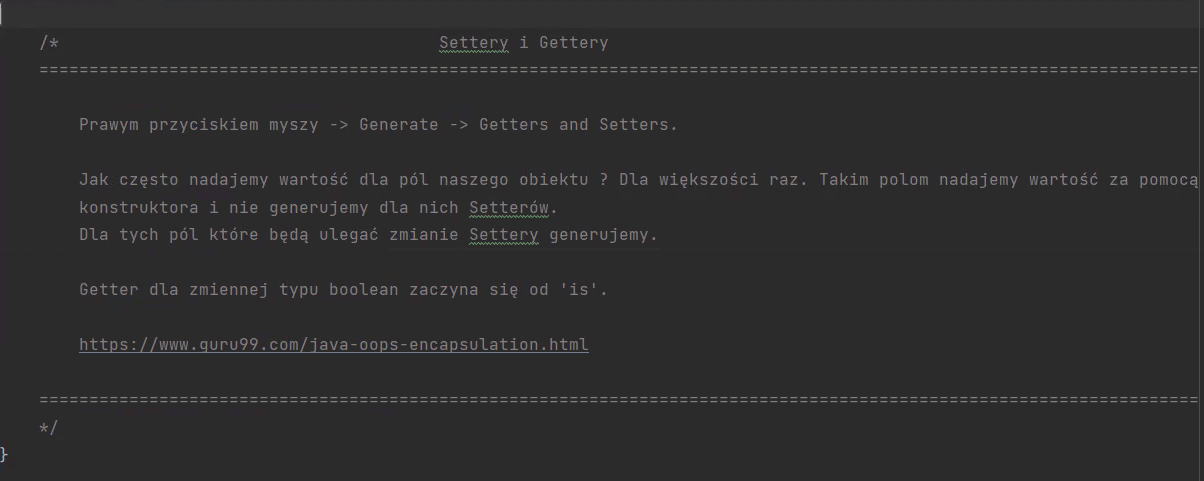 /* Settery i Gettery
====================================================================================================================
Prawym przyciskiem myszy -> Generate -> Getters and Setters.
Jak często nadajemy wartość dla pól naszego obiektu ? Dla większości raz. Takim polom nadajemy wartość za pomocą
konstruktora i nie generujemy dla nich Setterów.
Dla tych pól które będą ulegać zmianie Settery generujemy.
Getter dla zmiennej typu boolean zaczyna się od 'is'.
https://www.guru99.com/java-oops-encapsulation.html
====================================================================================================================
*/
}